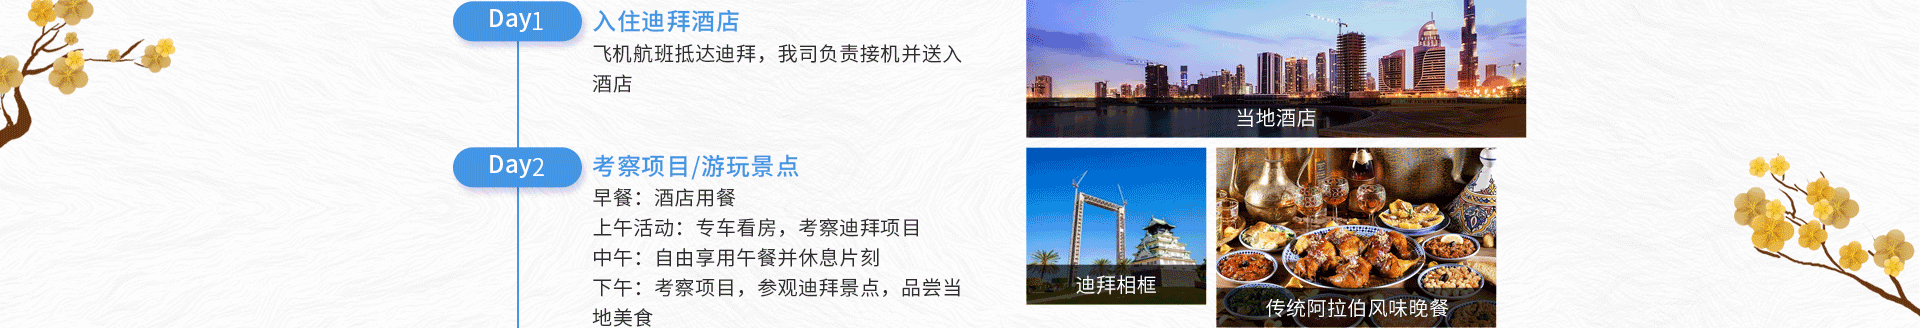 Day1
入住迪拜酒店
飞机航班抵达迪拜，我司负责接机并送入
酒店
当地酒店
Day2
考察项目/游玩景点
早餐：酒店用餐
上午活动：专车看房，考察迪拜项目
中午：自由享用午餐并休息片刻
下午：考察项目，参观迪拜景点，品尝当
地美食
迪拜相框
传统阿拉伯风味晚餐